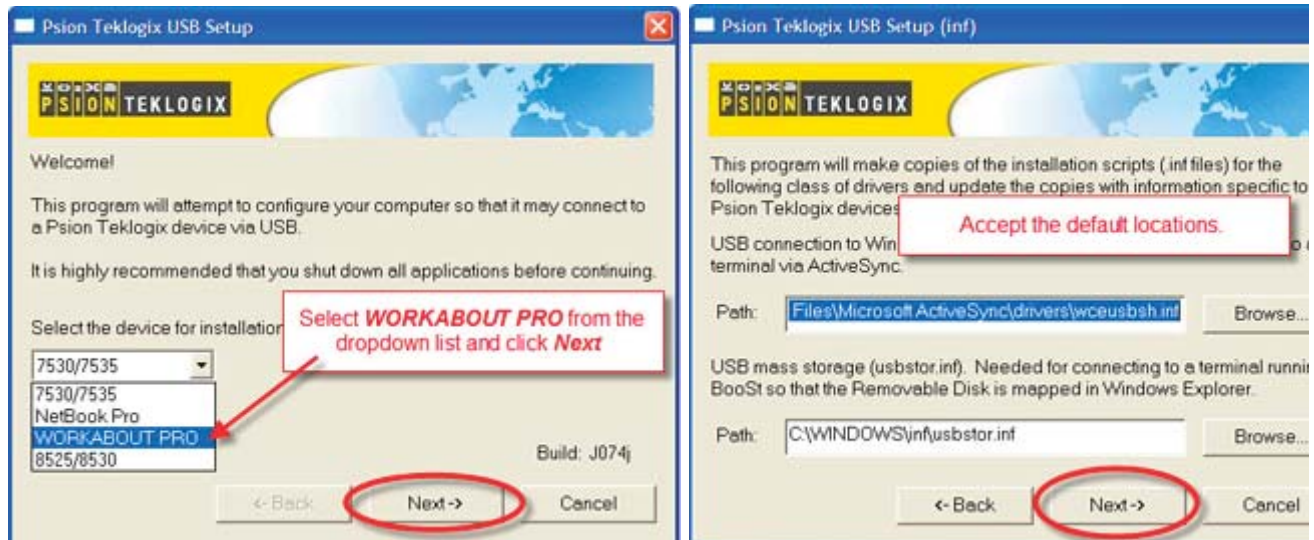 Psion Teklogix USB Setup
PSION TEKLOGIX
Welcome!
This program will attempt to configure your computer so that it may connect to
a Psion Teklogix device via USB.
It is highly recommended that you shut down all applications before continuing.
Select the device for installation
Select WORKABOUT PRO from the
dropdown list and click Next
7530/7535
7530/7535
NetBook Pro
WORKABOUT PRO
8525/8530
Build: J074j
<- Back
Next ->
Cancel
Psion Teklogix USB Setup (inf)
PSION TEKLOGIX
This program will make copies of the installation scripts (.inf files) for the
following class of drivers and update the copies with information specific to
Psion Teklogix devices
Accept the default locations.
USB connection to Win
terminal via ActiveSync.
Path:
Files\Microsoft ActiveSync\drivers\wceusbsh.inf
Browse...
USB mass storage (usbstor.inf). Needed for connecting to a terminal runnin
BooSt so that the Removable Disk is mapped in Windows Explorer.
Path:
C:\WINDOWS\inf\usbstor.inf
Browse...
<- Back
Next ->
Cancel